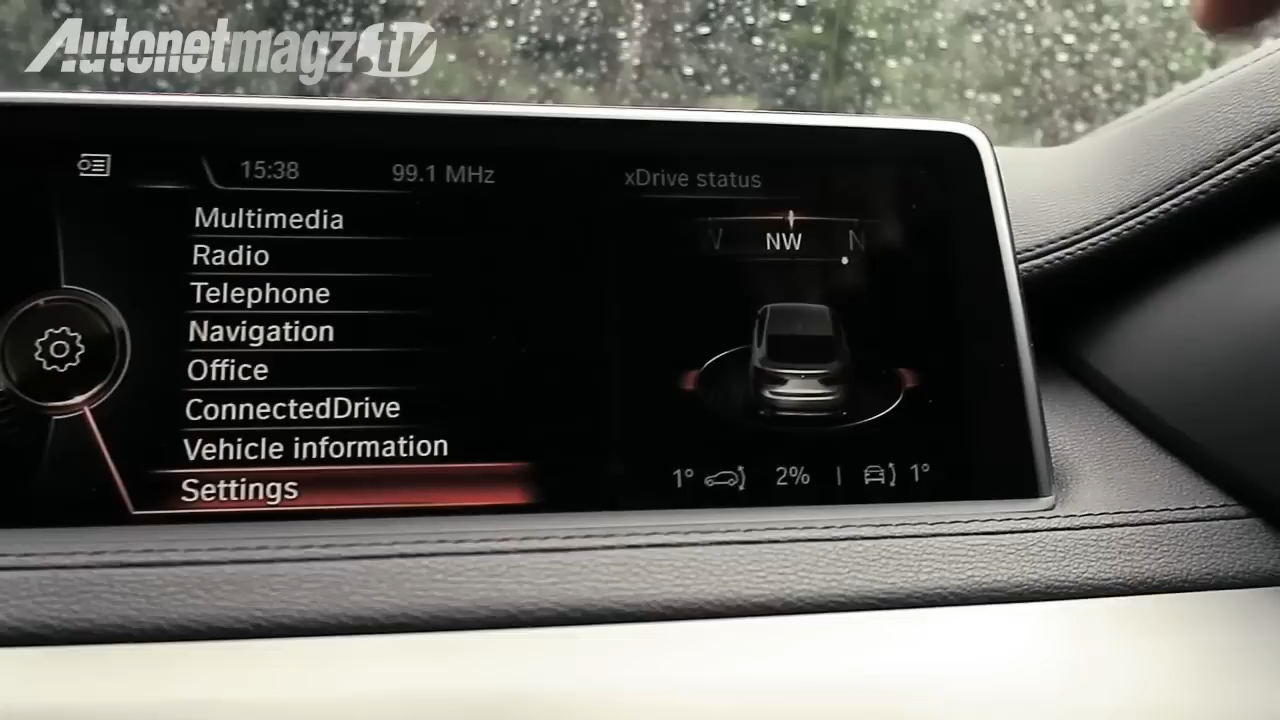 Autonetmagz TV
15:38 99.1 MHz xDrive status
Multimedia
Radio
Telephone
Navigation
Office
ConnectedDrive
Vehicle information
Settings
NW N
1° 2% | 1°